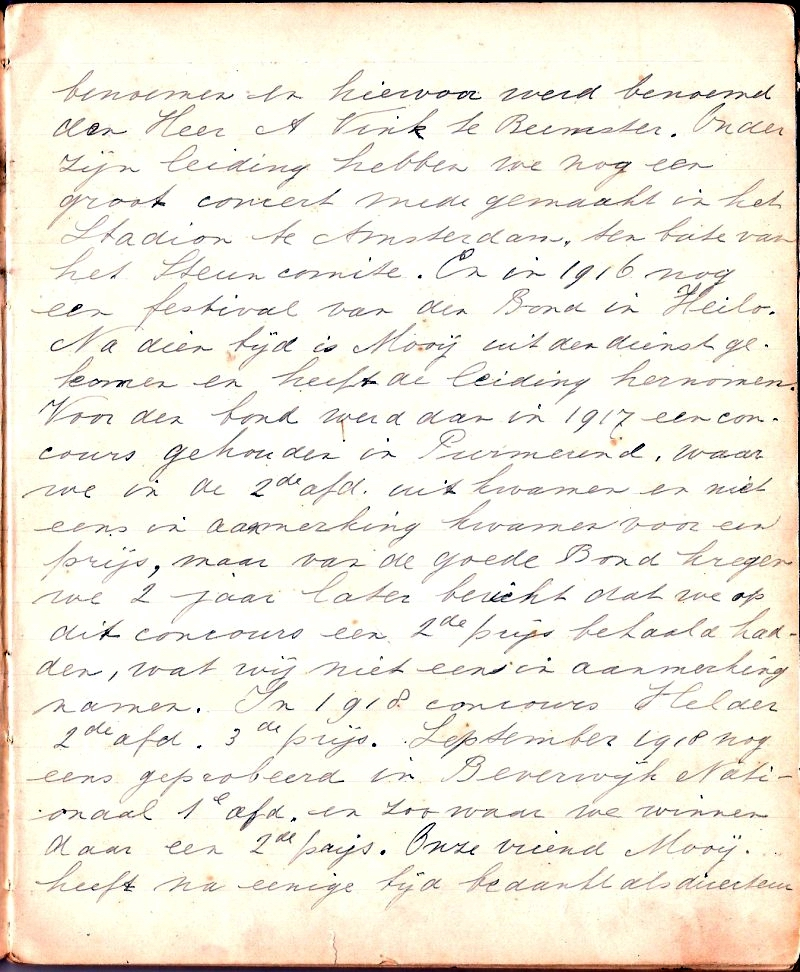 benoemen en hiervoor werd benoemd
den Heer A Vink te Beemster. Onder
zijn leiding hebben we nog een
groot concert mede gemaakt in het
Stadion te Amsterdam, ten bate van
het Steuncomite. En in 1916 nog
een festival van den Bond in Heilo.
Na dien tijd is Mooij uit den dienst ge-
komen en heeft de leiding hernomen.
Voor den bond werd dan in 1917 een con-
cours gehouden in Purmerend, waar
we in de 2de afd. uit kwamen en niet
eens in aanmerking kwamen voor een
prijs, maar van de goede Bond kregen
we 2 jaar later bericht dat we op
dit concours een 2de prijs behaald had-
den, wat wij niet eens in aanmerking
namen. In 1918 concours Helder
2de afd. 3de prijs. September 1918 nog
eens geprobeerd in Beverwijk Nati-
onaal 1e afd. en zoo waar we winnen
daar een 2de prijs. Onze vriend Mooij.
heeft na eenige tijd bedankt als directeur